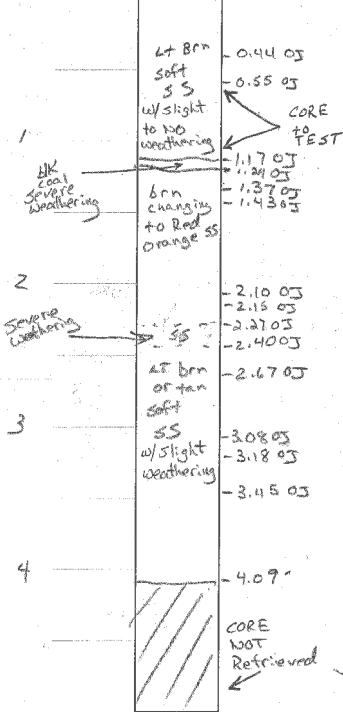 LT Brn
soft
SS
w/slight
to NO
weathering
0.44 OJ
0.55 OJ
CORE
to
TEST
1
BK
coal
Severe
weathering
1.17 OJ
1.24 OJ
1.37 OJ
1.43 OJ
brn
changing
to Red
orange SS
2
2.10 OJ
2.15 OJ
2.27 OJ
2.40 OJ
Severe
weathering
SS
LT brn
or tan
soft
SS
w/slight
weathering
2.67 OJ
3
3.08 OJ
3.18 OJ
3.45 OJ
4
4.09
CORE
NOT
Retrieved